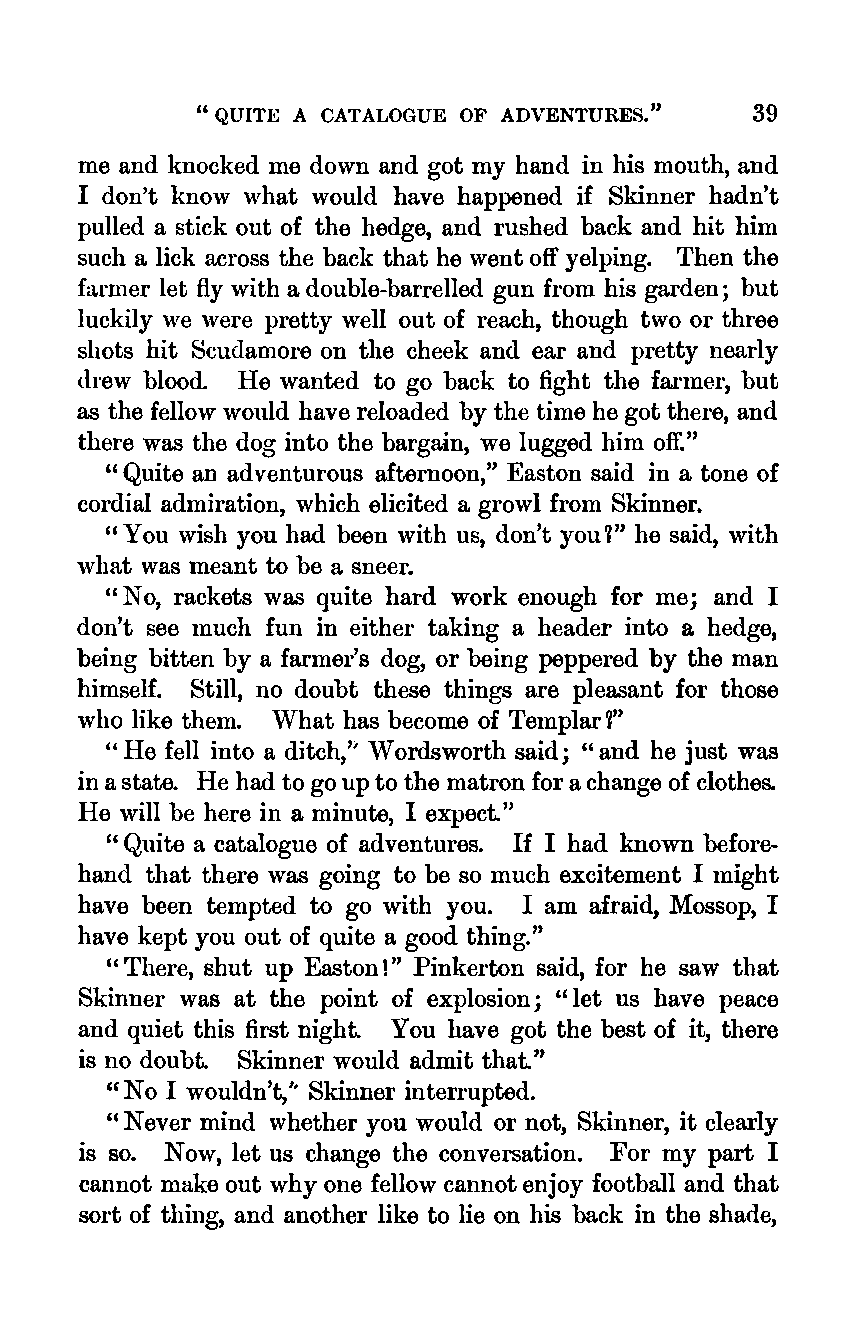 “ QUITE A CATALOGUE OF ADVENTURES.” 39
me and knocked me down and got my hand in his mouth, and
I don’t know what would have happened if Skinner hadn’t
pulled a stick out of the hedge, and rushed back and hit him
such a lick across the back that he went off yelping. Then the
farmer let fly with a double-barrelled gun from his garden; but
luckily we were pretty well out of reach, though two or three
shots hit Scudamore on the cheek and ear and pretty nearly
drew blood. He wanted to go back to fight the farmer, but
as the fellow would have reloaded by the time he got there, and
there was the dog into the bargain, we lugged him off.”
“Quite an adventurous afternoon,” Easton said in a tone of
cordial admiration, which elicited a growl from Skinner.
“You wish you had been with us, don’t you?” he said, with
what was meant to be a sneer.
“No, rackets was quite hard work enough for me; and I
don’t see much fun in either taking a header into a hedge,
being bitten by a farmer’s dog, or being peppered by the man
himself. Still, no doubt these things are pleasant for those
who like them. What has become of Templar?”
“He fell into a ditch,” Wordsworth said; “and he just was
in a state. He had to go up to the matron for a change of clothes.
He will be here in a minute, I expect.”
“Quite a catalogue of adventures. If I had known before-
hand that there was going to be so much excitement I might
have been tempted to go with you. I am afraid, Mossop, I
have kept you out of quite a good thing.”
“There, shut up Easton!” Pinkerton said, for he saw that
Skinner was at the point of explosion; “let us have peace
and quiet this first night. You have got the best of it, there
is no doubt. Skinner would admit that.”
“No I wouldn’t,” Skinner interrupted.
“Never mind whether you would or not, Skinner, it clearly
is so. Now, let us change the conversation. For my part I
cannot make out why one fellow cannot enjoy football and that
sort of thing, and another like to lie on his back in the shade,